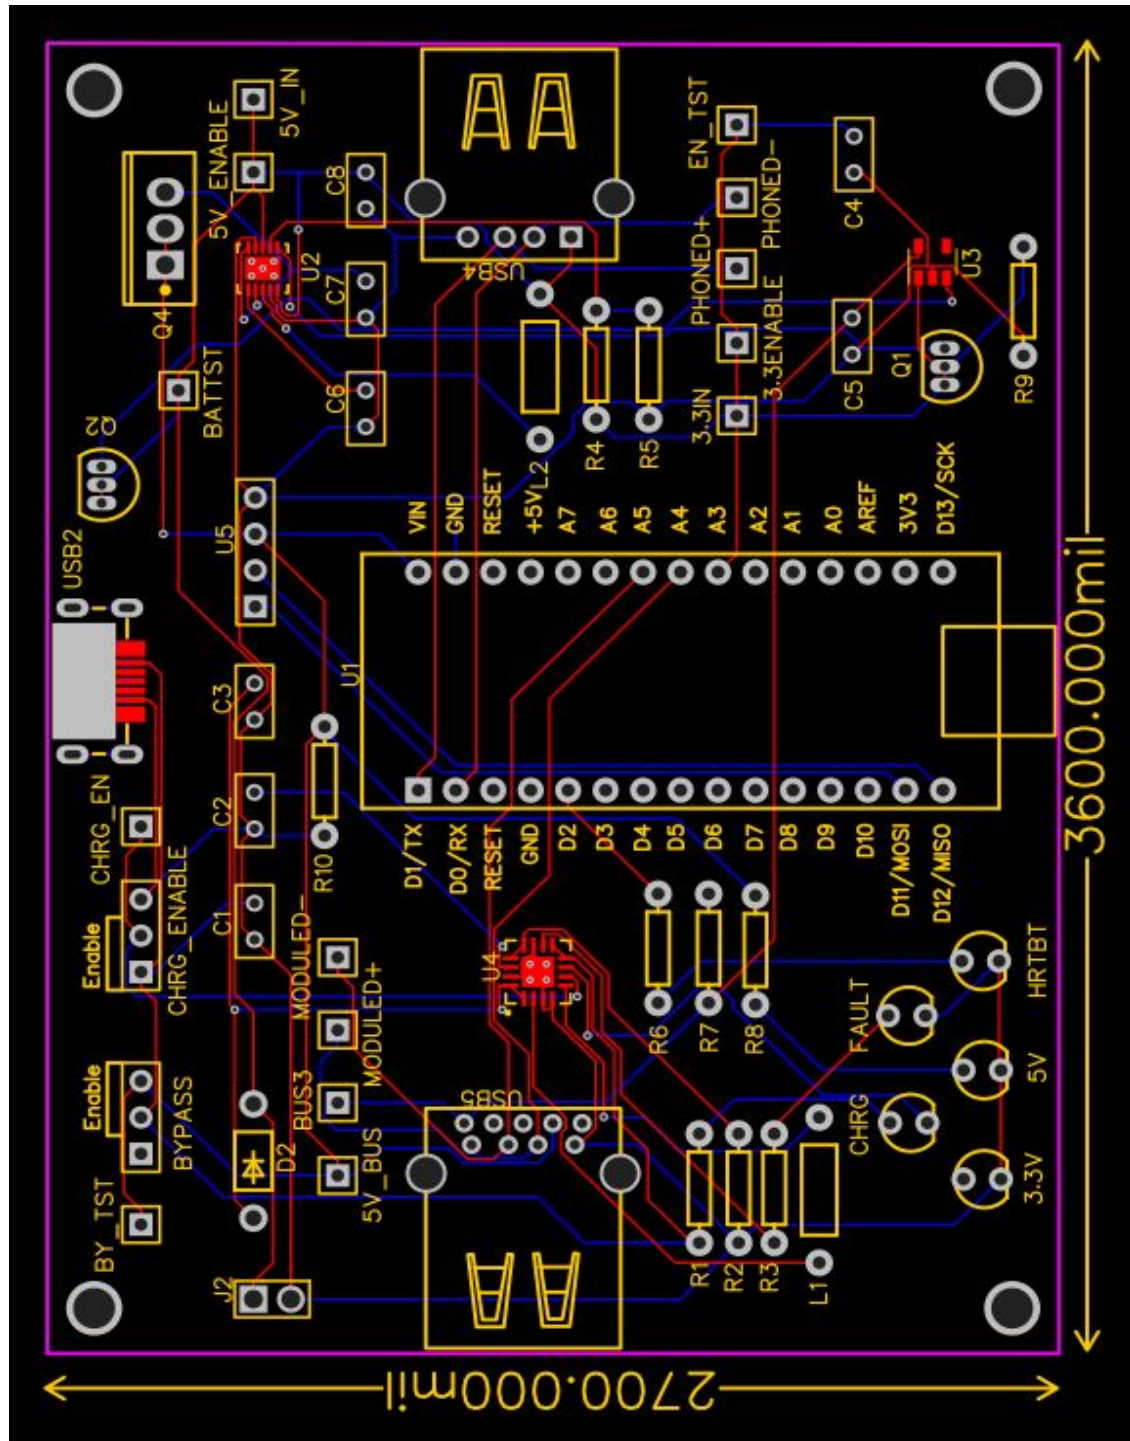 5V_IN
5V_ENABLE
EN_TST
PHONED-
C8
C4
U2
USB4
U3
C7
PHONED+
Q4
3.3ENABLE
Q1
R9
BATTST
C6
C5
3.3IN
Q2
R4
R5
L2
U5
USB2
VIN
GND
RESET
+5V
A7
A6
A5
A4
A3
A2
A1
A0
AREF
3V3
D13/SCK
C3
U1
3600.000mil
CHRG_EN
C2
R10
D1/TX
D0/RX
RESET
GND
D2
D3
D4
D5
D6
D7
D8
D9
D10
D11/MOSI
D12/MISO
Enable
CHRG_ENABLE
C1
MODULED-
U4
HRTBT
R6
R7
R8
FAULT
MODULED+
Enable
BYPASS
BUS3
USB5
5V
CHRG
D2
5V_BUS
BY_TST
3.3V
J2
R1
R2
R3
L1
2700.000mil